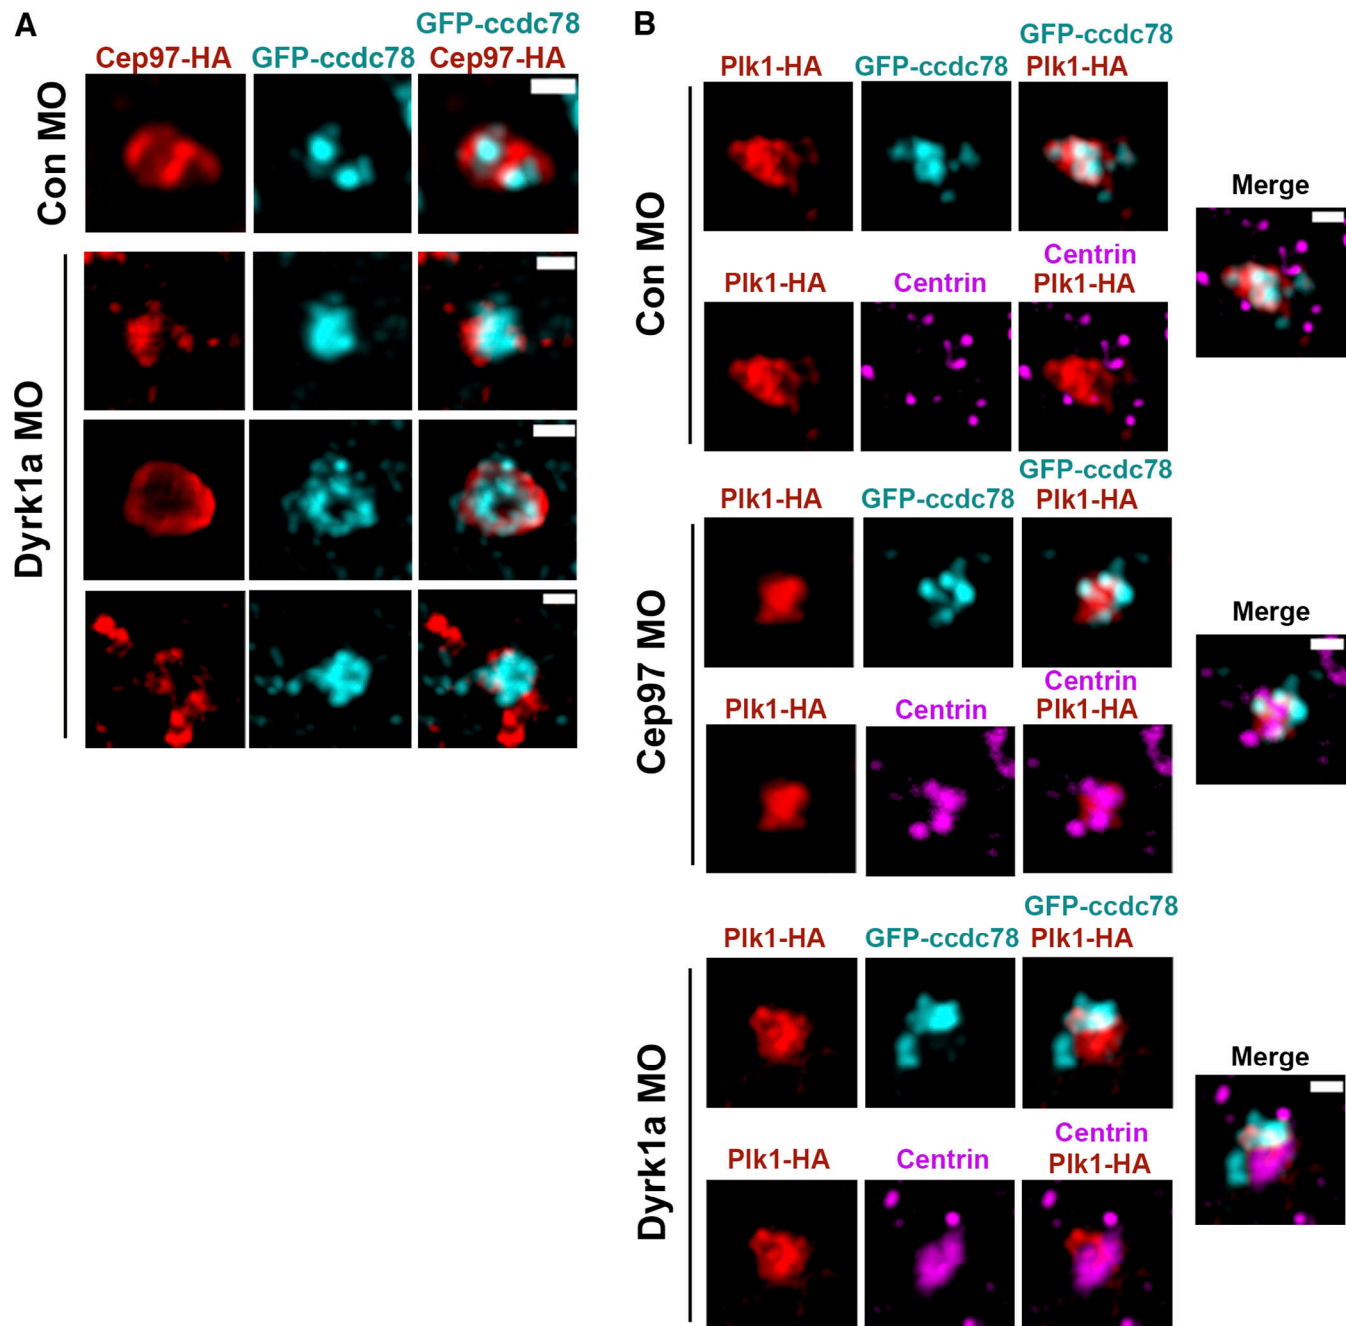 A
GFP-ccdc78
Cep97-HA GFP-ccdc78 Cep97-HA
Con MO
Dyrk1a MO
B
GFP-ccdc78
Plk1-HA GFP-ccdc78 Plk1-HA
Con MO
Merge
Centrin
Plk1-HA Centrin Plk1-HA
GFP-ccdc78
Plk1-HA GFP-ccdc78 Plk1-HA
Cep97 MO
Merge
Centrin
Plk1-HA Centrin Plk1-HA
GFP-ccdc78
Plk1-HA GFP-ccdc78 Plk1-HA
Dyrk1a MO
Merge
Centrin
Plk1-HA Centrin Plk1-HA